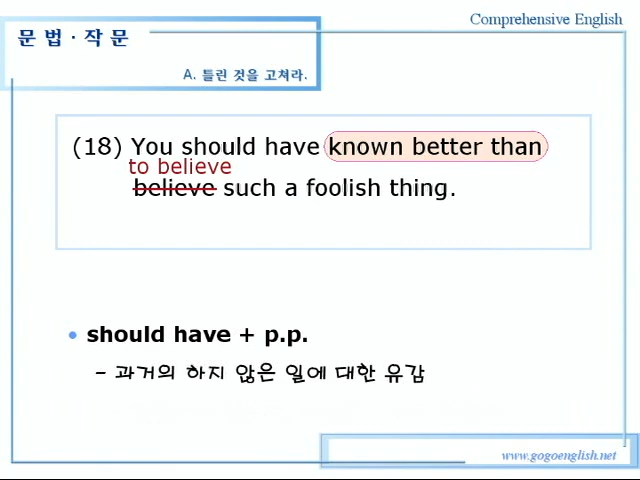 Comprehensive English
문 법 · 작 문
A. 틀린 것을 고쳐라.
(18) You should have known better than
to believe
believe such a foolish thing.
• should have + p.p.
– 과거의 하지 않은 일에 대한 유감
www.gogoenglish.net